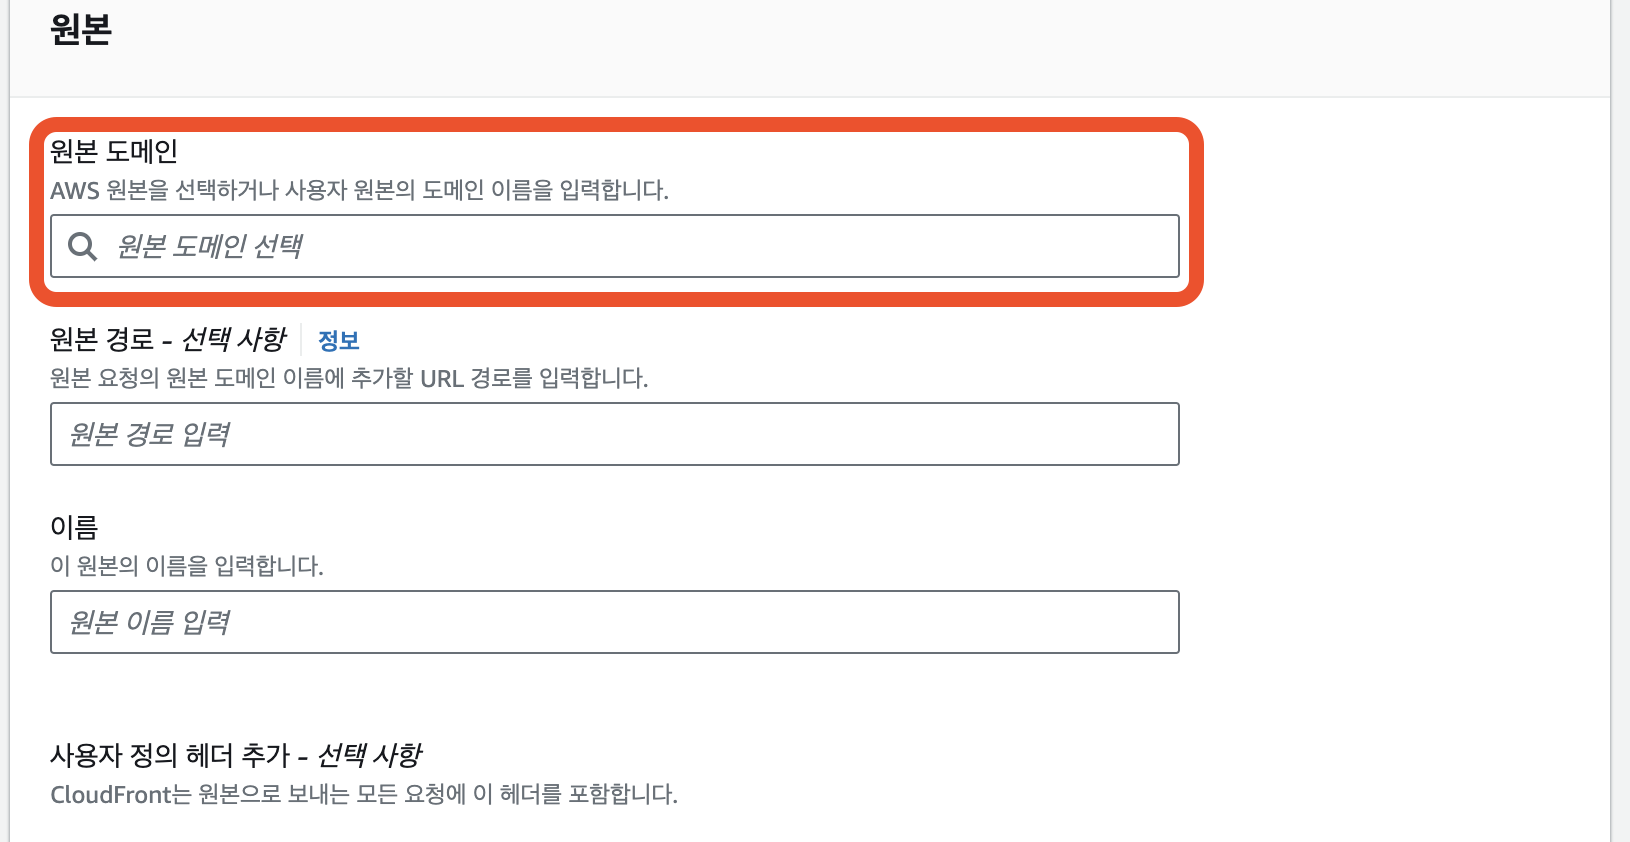 원본
원본 도메인
AWS 원본을 선택하거나 사용자 원본의 도메인 이름을 입력합니다.
원본 도메인 선택
원본 경로 - 선택 사항 정보
원본 요청의 원본 도메인 이름에 추가할 URL 경로를 입력합니다.
원본 경로 입력
이름
이 원본의 이름을 입력합니다.
원본 이름 입력
사용자 정의 헤더 추가 - 선택 사항
CloudFront는 원본으로 보내는 모든 요청에 이 헤더를 포함합니다.